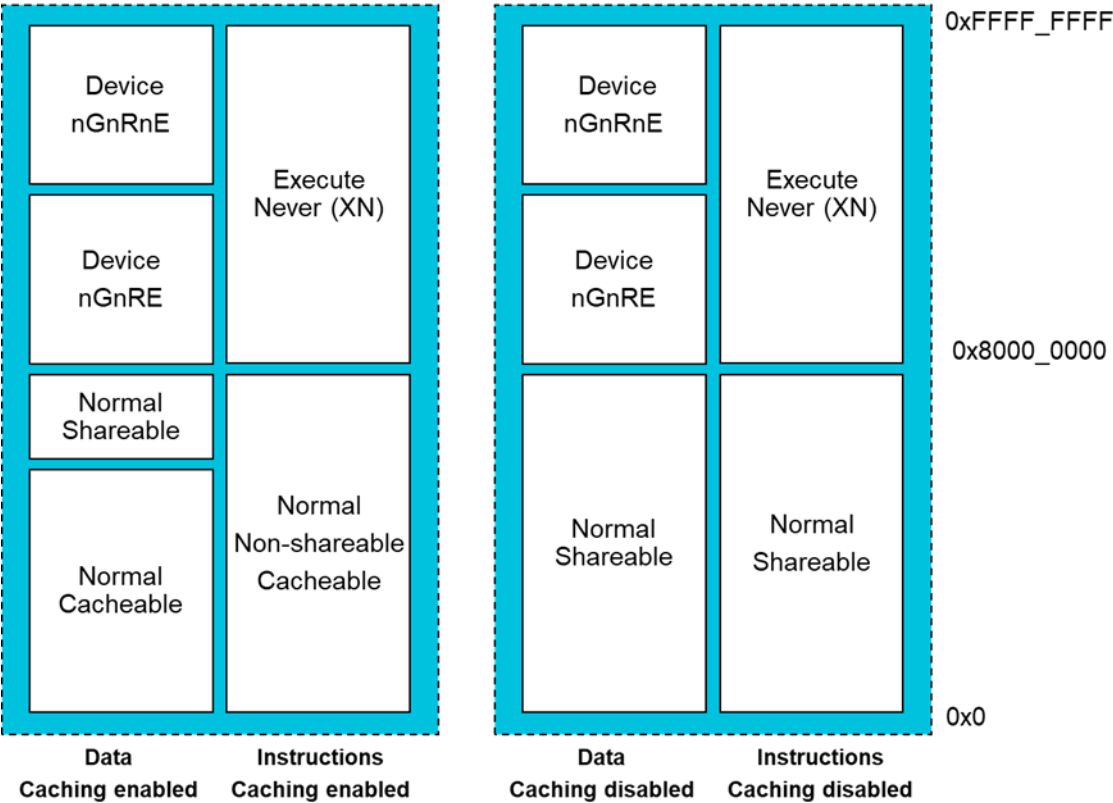 Device
nGnRnE
Execute
Never (XN)
Device
nGnRE
Normal
Shareable
Normal
Cacheable
Normal
Non-shareable
Cacheable
Data
Caching enabled
Instructions
Caching enabled
Device
nGnRnE
Execute
Never (XN)
Device
nGnRE
Normal
Shareable
Normal
Shareable
Data
Caching disabled
Instructions
Caching disabled
0xFFFF_FFFF
0x8000_0000
0x0